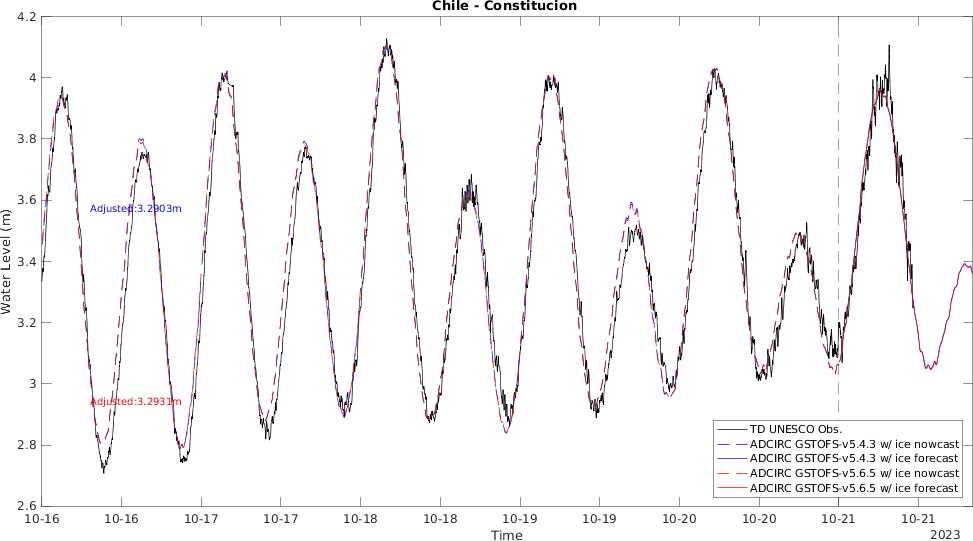 Chile - Constitucion
4.2
4
3.8
3.6
3.4
3.2
3
2.8
2.6
Water Level (m)
Adjusted:3.2903m
Adjusted:3.2931m
TD UNESCO Obs.
ADCIRC GSTOFS-v5.4.3 w/ ice nowcast
ADCIRC GSTOFS-v5.4.3 w/ ice forecast
ADCIRC GSTOFS-v5.6.5 w/ ice nowcast
ADCIRC GSTOFS-v5.6.5 w/ ice forecast
10-16 10-16 10-17 10-17 10-18 10-18 10-19 10-19 10-20 10-20 10-21 10-21
Time
2023